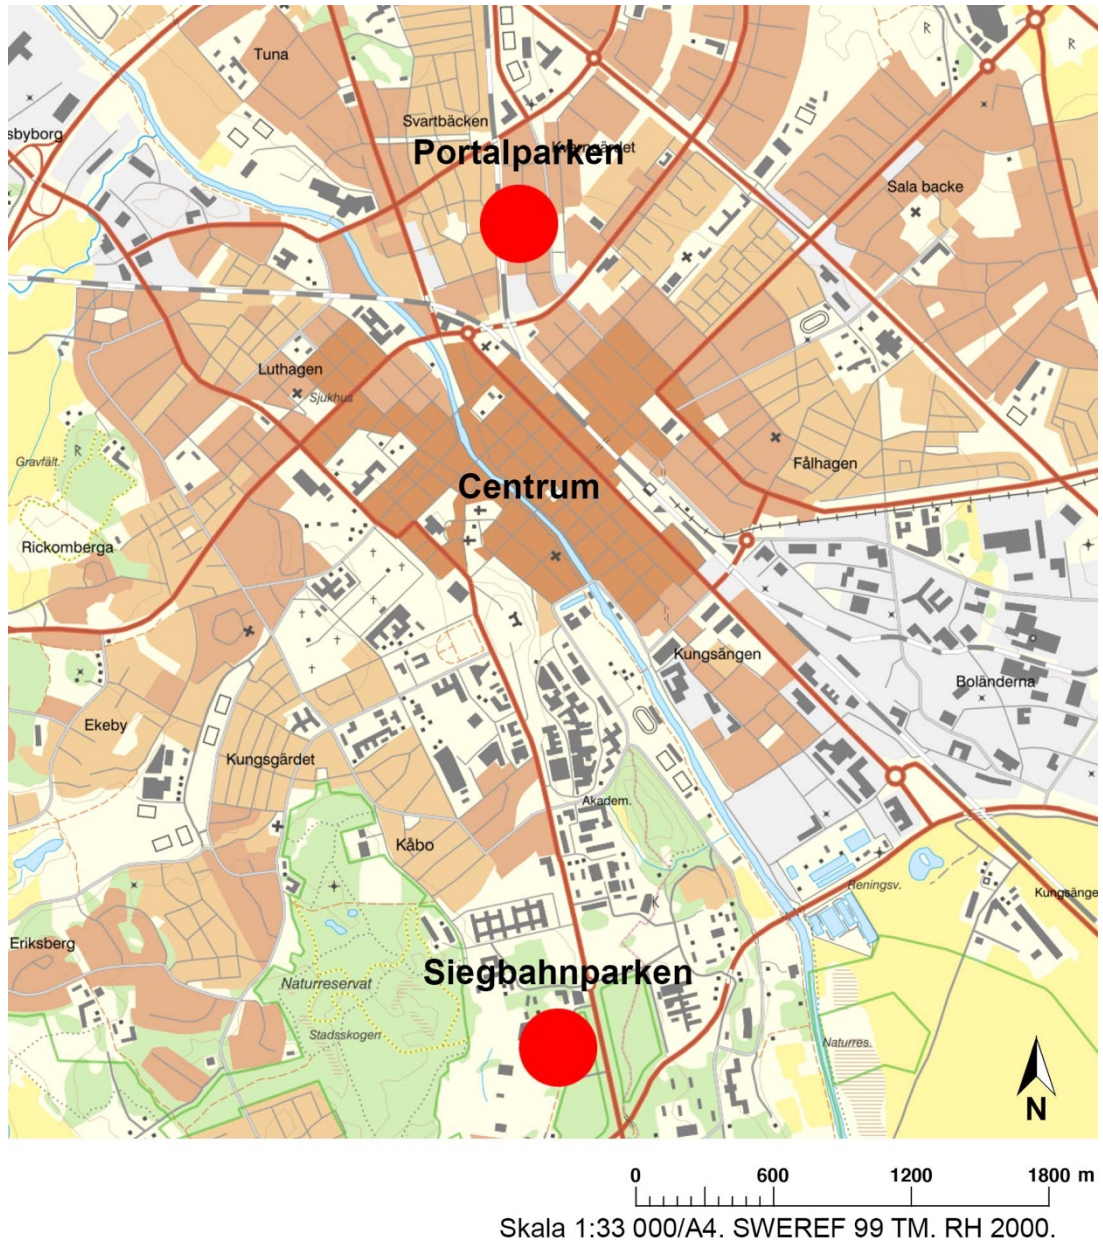 Tuna
Svartbäcken
sbyborg
Portalparken
Kvarngärdet
Sala backe
R
R
Luthagen
Sjukhus
Gravfält.
R
Fålhagen
Centrum
Rickomberga
Kungsängen
Boländerna
Ekeby
Kungsgärdet
Akadem.
Kåbo
Reningsv.
Kungsänge
K
Eriksberg
Siegbahnparken
Naturreservat
Stadsskogen
Naturres.
N
0 600 1200 1800 m
Skala 1:33 000/A4. SWEREF 99 TM. RH 2000.